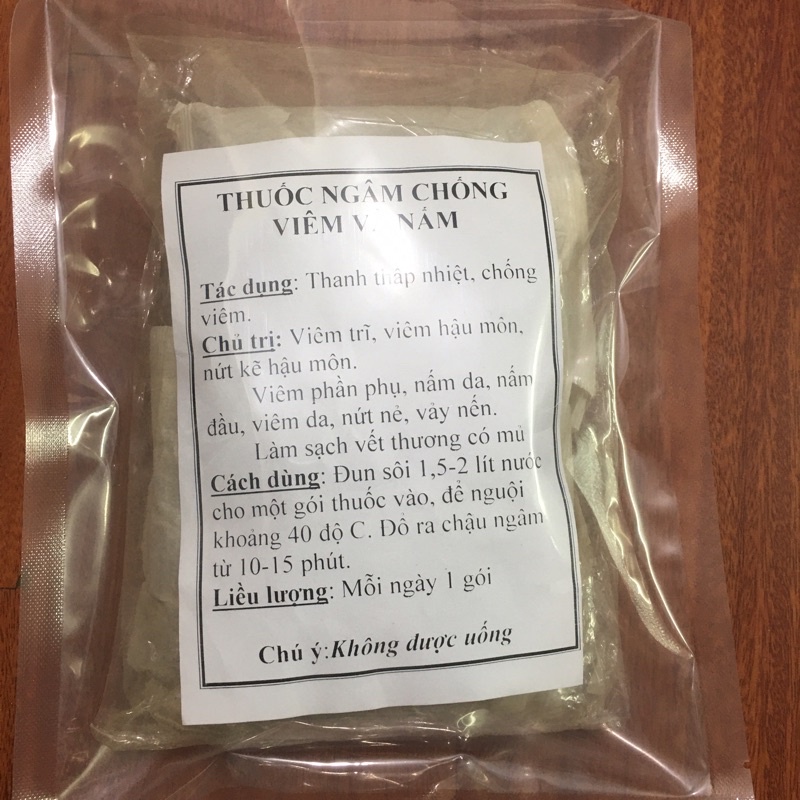 THUỐC NGÂM CHỐNG
VIÊM V NẤM
Tác dụng: Thanh thấp nhiệt, chống
viêm.
Chủ trị: Viêm trĩ, viêm hậu môn,
nứt kẽ hậu môn.
Viêm phần phụ, nấm da, nấm
đầu, viêm da, nứt nẻ, vảy nến.
Làm sạch vết thương có mủ
Cách dùng: Đun sôi 1,5-2 lít nước
cho một gói thuốc vào, để nguội
khoảng 40 độ C. Đổ ra chậu ngâm
từ 10-15 phút.
Liều lượng: Mỗi ngày 1 gói
Chú ý:Không được uống